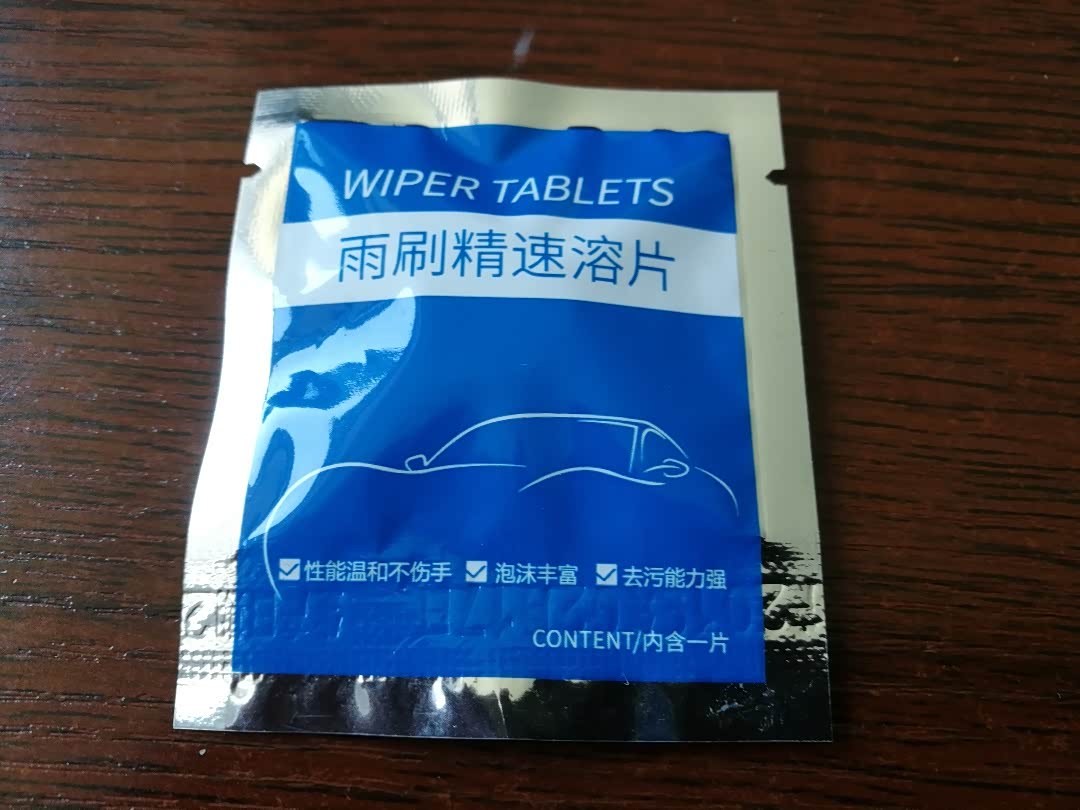 WIPER TABLETS
雨刷精速溶片
性能温和不伤手 泡沫丰富 去污能力强
CONTENT/内含一片